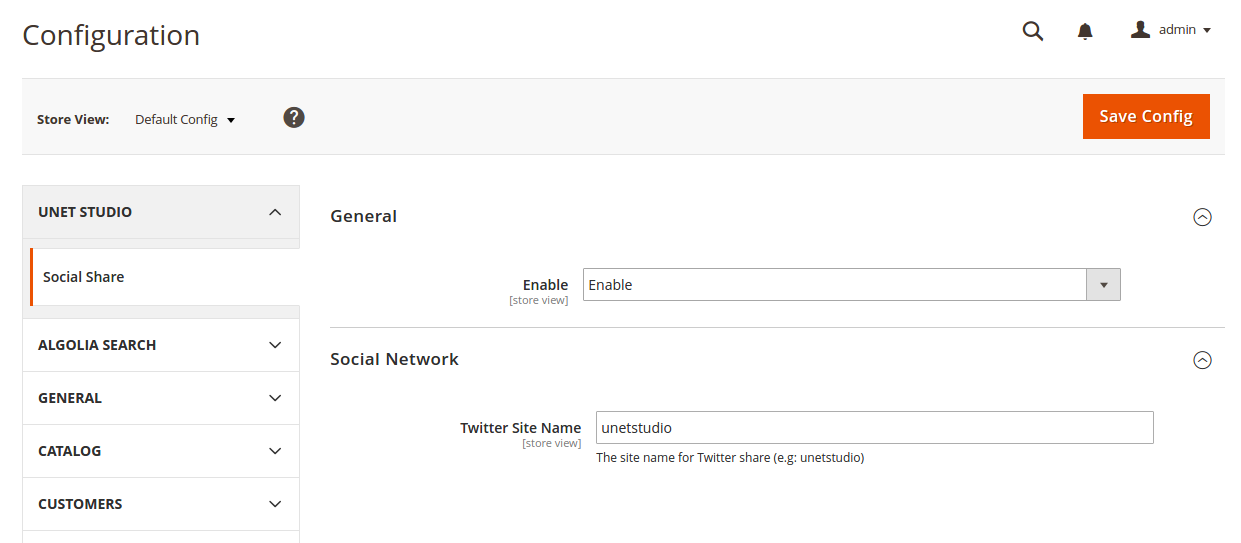 Configuration
admin
Store View: Default Config ?
Save Config
UNET STUDIO
Social Share
ALGOLIA SEARCH
GENERAL
CATALOG
CUSTOMERS
General
Enable Enable
[store view]
Social Network
Twitter Site Name unetstudio
[store view]
The site name for Twitter share (e.g: unetstudio)